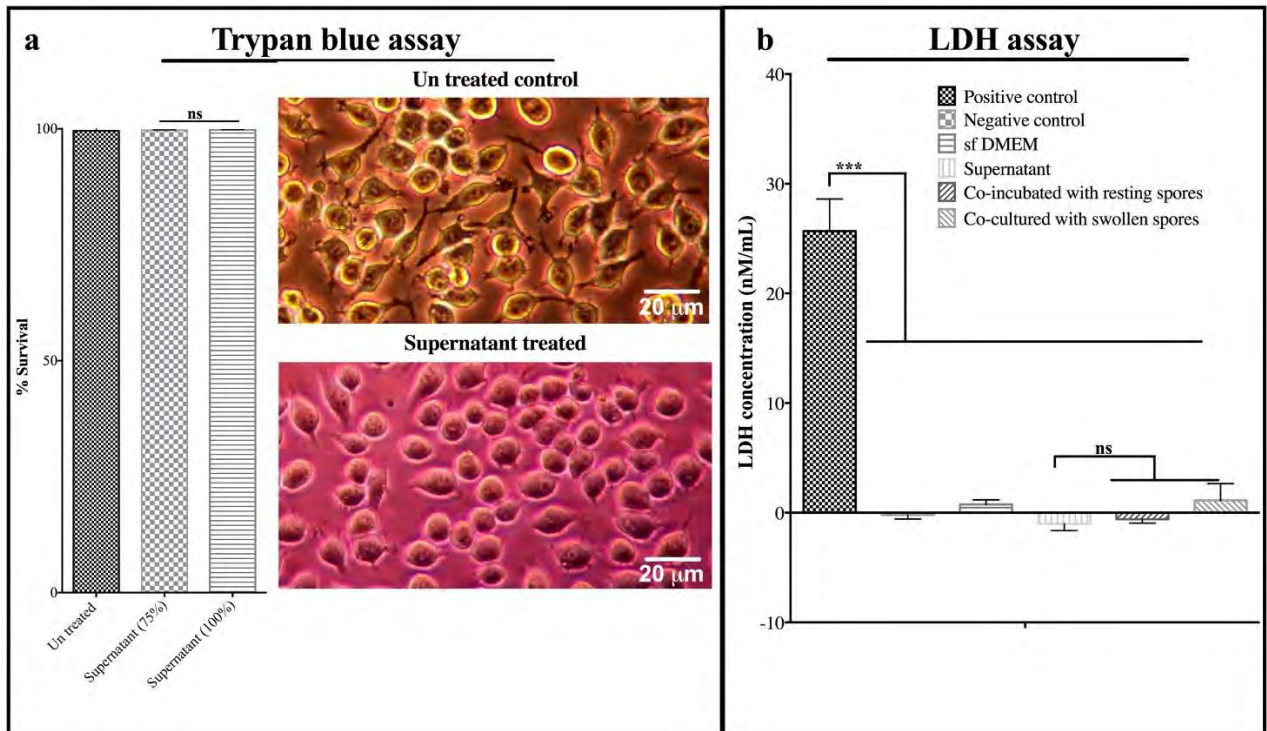 a
Trypan blue assay
Un treated control
ns
100
50
0
% Survival
Un treated
Supernatant (75%)
Supernatant (100%)
20 μm
Supernatant treated
20 μm
b
LDH assay
40
30
20
10
0
-10
LDH concentration (nM/mL)
Positive control
Negative control
sf DMEM
Supernatant
Co-incubated with resting spores
Co-cultured with swollen spores
***
ns